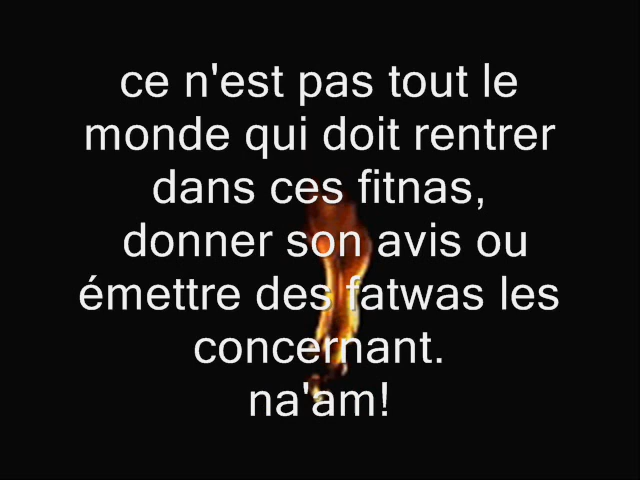 ce n'est pas tout le
monde qui doit rentrer
dans ces fitnas,
donner son avis ou
émettre des fatwas les
concernant.
na'am!